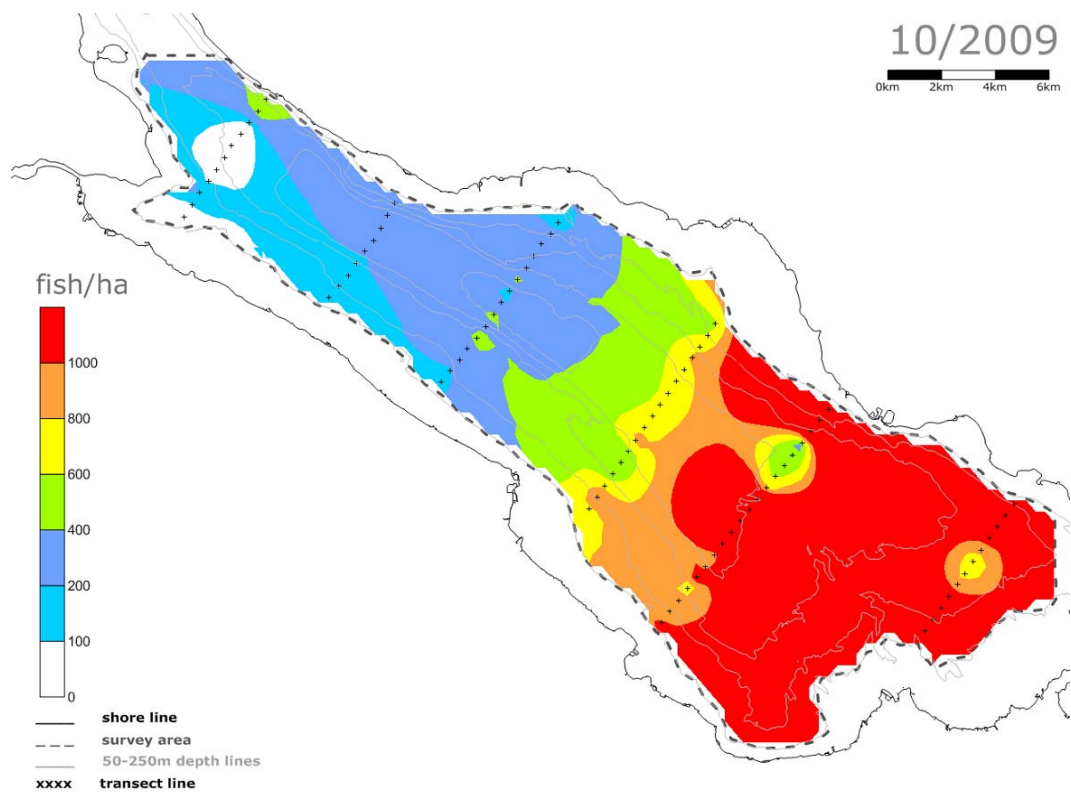 10/2009
0km 2km 4km 6km
fish/ha
1000
800
600
400
200
100
0
shore line
survey area
50-250m depth lines
xxxx transect line